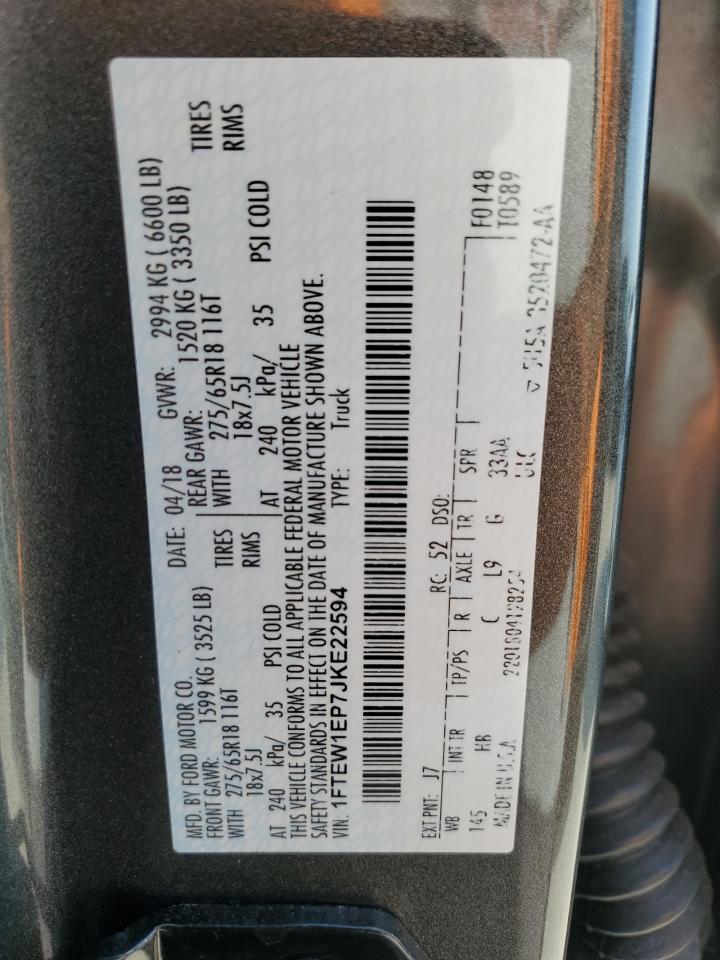 MFD. BY FORD MOTOR CO. DATE: 04/18 GVWR: 2994 KG ( 6600 LB)
FRONT GAWR: 1599 KG ( 3525 LB) REAR GAWR: 1520 KG ( 3350 LB)
WITH 275/65R18 116T TIRES WITH 275/65R18 116T TIRES
18x7.5J RIMS 18x7.5J RIMS
AT 240 kPa/ 35 PSI COLD AT 240 kPa/ 35 PSI COLD
THIS VEHICLE CONFORMS TO ALL APPLICABLE FEDERAL MOTOR VEHICLE
SAFETY STANDARDS IN EFFECT ON THE DATE OF MANUFACTURE SHOWN ABOVE.
VIN: 1FTEW1EP7JKE22594 TYPE: Truck
EXT PNT: J7 RC: 52 DSO:
WB INT TR TP/PS R AXLE TR SPR F0148
145 HB C L9 G 33AA T0589
MADE IN U.S.A